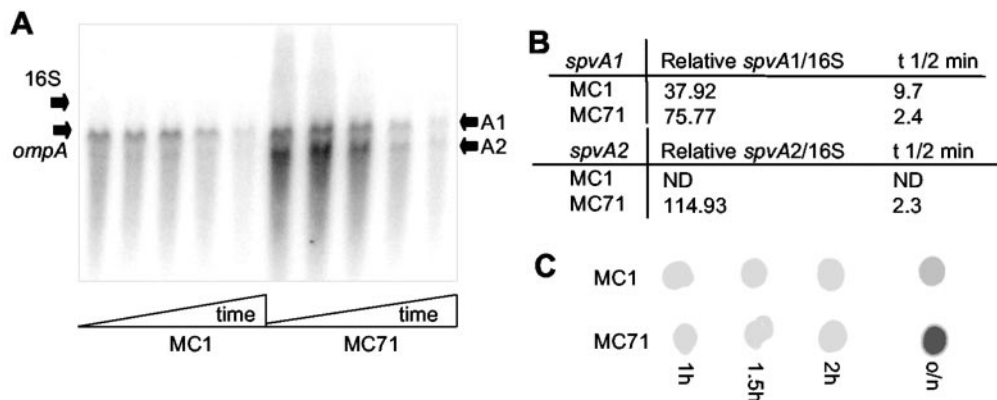 A
16S
ompA
A1
A2
time
time
MC1
MC71
B
spvA1 Relative spvA1/16S t 1/2 min
MC1 37.92 9.7
MC71 75.77 2.4
spvA2 Relative spvA2/16S t 1/2 min
MC1 ND ND
MC71 114.93 2.3
C
MC1
MC71
1h
1.5h
2h
o/n